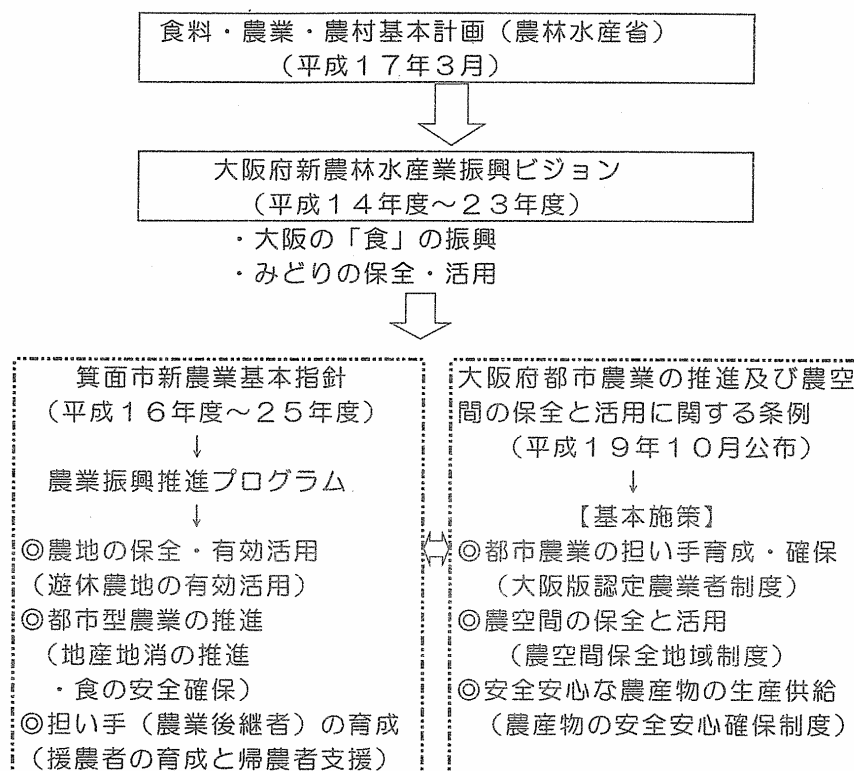 食料・農業・農村基本計画（農林水産省）
（平成１７年３月）
大阪府新農林水産業振興ビジョン
（平成１４年度～２３年度）
・大阪の「食」の振興
・みどりの保全・活用
箕面市新農業基本指針
（平成１６年度～２５年度）
↓
農業振興推進プログラム
↓
◎農地の保全・有効活用
（遊休農地の有効活用）
◎都市型農業の推進
（地産地消の推進
・食の安全確保）
◎担い手（農業後継者）の育成
（援農者の育成と帰農者支援）
大阪府都市農業の推進及び農空
間の保全と活用に関する条例
（平成１９年１０月公布）
↓
【基本施策】
◎都市農業の担い手育成・確保
（大阪版認定農業者制度）
◎農空間の保全と活用
（農空間保全地域制度）
◎安全安心な農産物の生産供給
（農産物の安全安心確保制度）